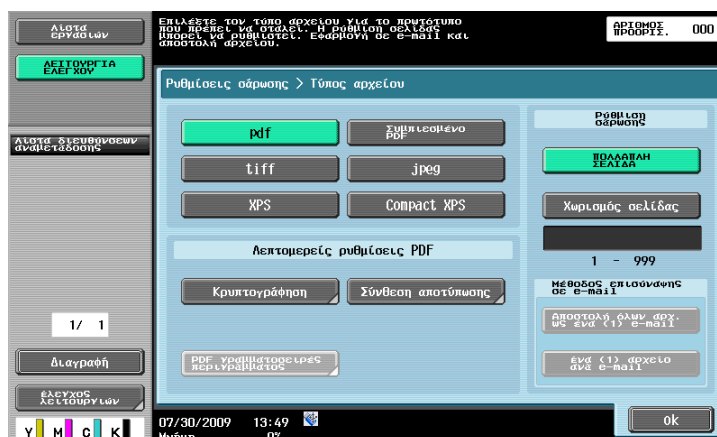 Λίστα
εργασιών
Επιλέξτε τον τύπο αρχείου για το πρωτότυπο
που πρέπει να σταλεί. Η ρύθμιση σελίδας
μπορεί να ρυθμιστεί. Εφαρμογή σε e-mail και
αποστολή αρχείου.
ΑΡΙΘΜΟΣ
ΠΡΟΟΡΙΣ.
000
ΛΕΙΤΟΥΡΓΙΑ
ΕΛΕΓΧΟΥ
Ρυθμίσεις σάρωσης > Τύπος αρχείου
Λίστα διευθύνσεων
αναμετάδοσης
pdf
Συμπιεσμένο
PDF
tiff
jpeg
XPS
Compact XPS
Ρύθμιση
σάρωσης
ΠΟΛΛΑΠΛΗ
ΣΕΛΙΔΑ
Χωρισμός σελίδας
1 - 999
Λεπτομερείς ρυθμίσεις PDF
Κρυπτογράφηση
Σύνθεση αποτύπωσης
PDF γραμματοσειρές
περιγράμματος
Μέθοδος επισύναψης
σε e-mail
Αποστολή όλων αρχ.
ως ένα (1) e-mail
ένα (1) αρχείο
ανά e-mail
1/ 1
Διαγραφή
έλεγχος
λειτουργιών
Y M C K
07/30/2009 13:49
Μνήμη 0%
ok